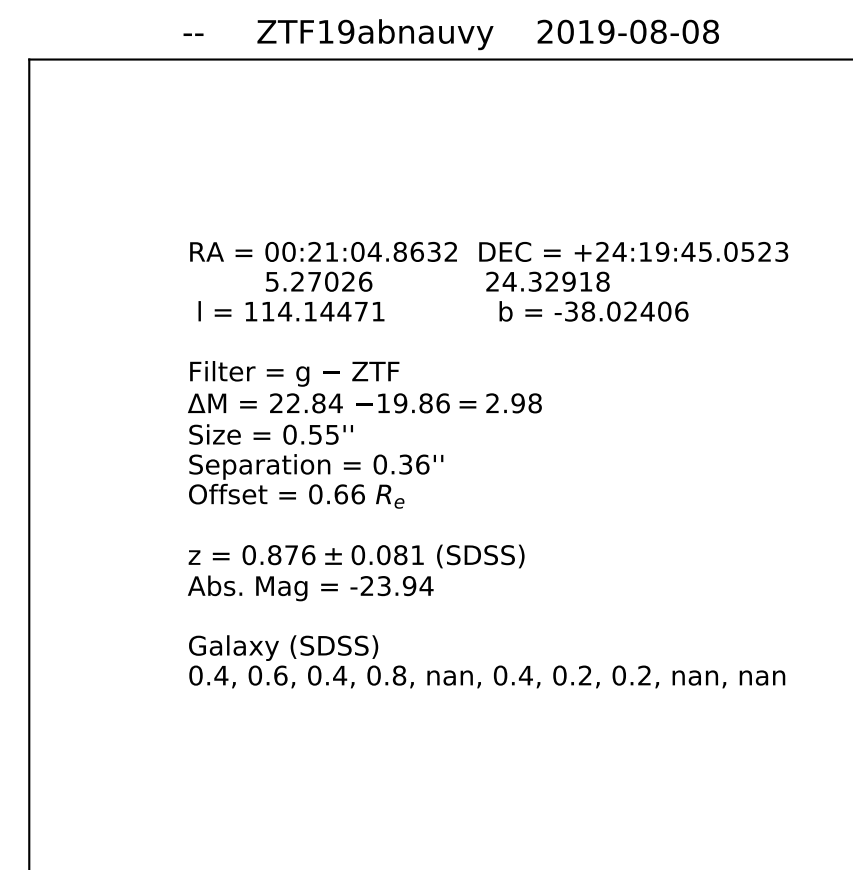 -- ZTF19abnauvy 2019-08-08
RA = 00:21:04.8632 DEC = +24:19:45.0523
5.27026 24.32918
l = 114.14471 b = -38.02406
Filter = g − ZTF
ΔM = 22.84 −19.86 = 2.98
Size = 0.55''
Separation = 0.36''
Offset = 0.66 Rₑ
z = 0.876 ± 0.081 (SDSS)
Abs. Mag = -23.94
Galaxy (SDSS)
0.4, 0.6, 0.4, 0.8, nan, 0.4, 0.2, 0.2, nan, nan